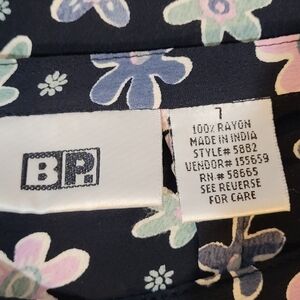 BP.
7
100% RAYON
MADE IN INDIA
STYLE# 5882
VENDOR# 155659
RN.# 58665
SEE REVERSE
FOR CARE